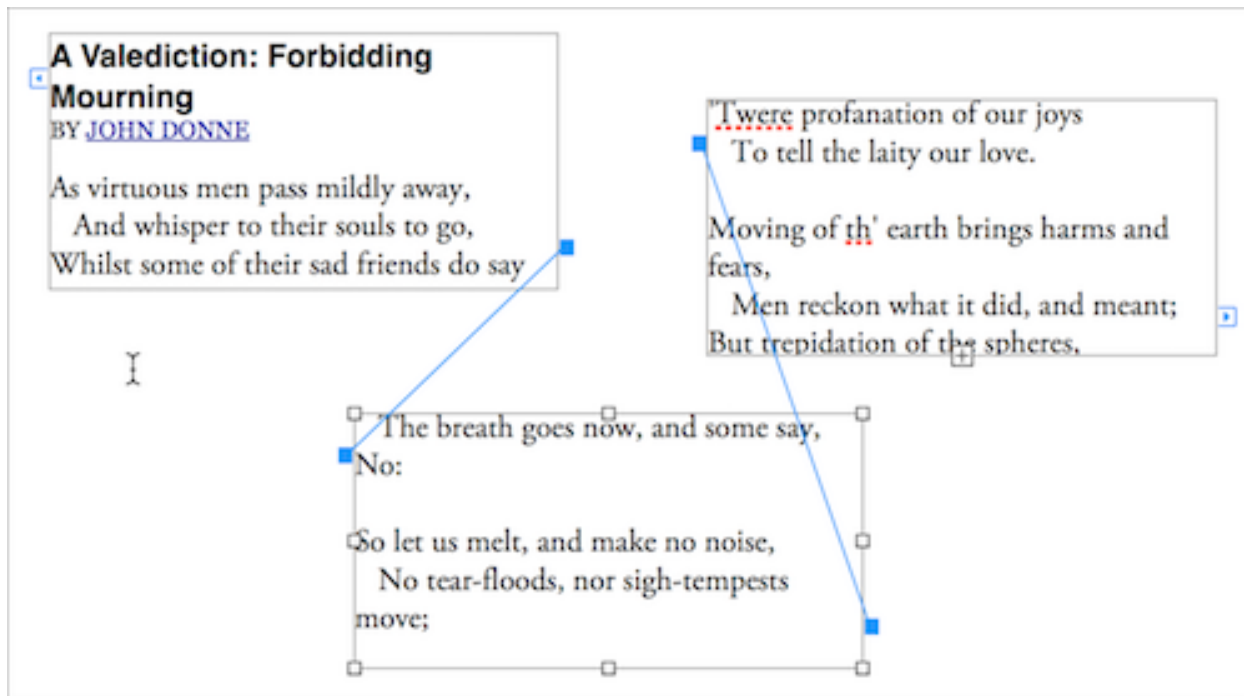 A Valediction: Forbidding
Mourning
BY JOHN DONNE
As virtuous men pass mildly away,
And whisper to their souls to go,
Whilst some of their sad friends do say
The breath goes now, and some say,
No:
So let us melt, and make no noise,
No tear-floods, nor sigh-tempests
move;
'Twere profanation of our joys
To tell the laity our love.
Moving of th' earth brings harms and
fears,
Men reckon what it did, and meant;
But trepidation of the spheres,